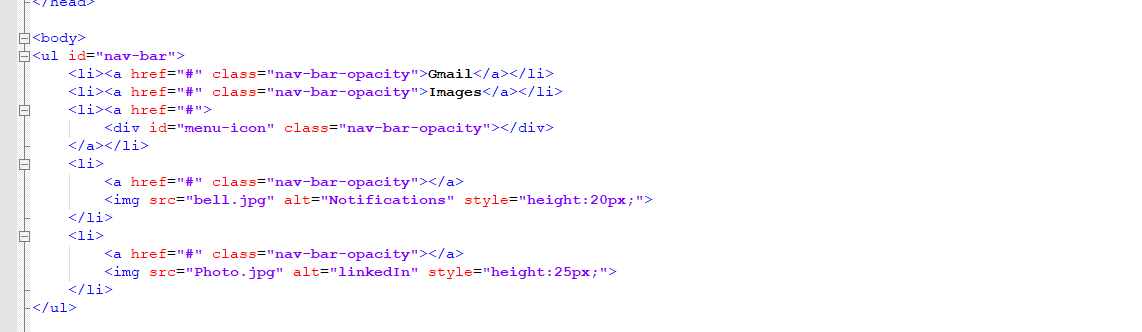 </head>
<body>
<ul id="nav-bar">
<li><a href="#" class="nav-bar-opacity">Gmail</a></li>
<li><a href="#" class="nav-bar-opacity">Images</a></li>
<li><a href="#">
<div id="menu-icon" class="nav-bar-opacity"></div>
</a></li>
<li>
<a href="#" class="nav-bar-opacity"></a>
<img src="bell.jpg" alt="Notifications" style="height:20px;">
</li>
<li>
<a href="#" class="nav-bar-opacity"></a>
<img src="Photo.jpg" alt="linkedIn" style="height:25px;">
</li>
</ul>